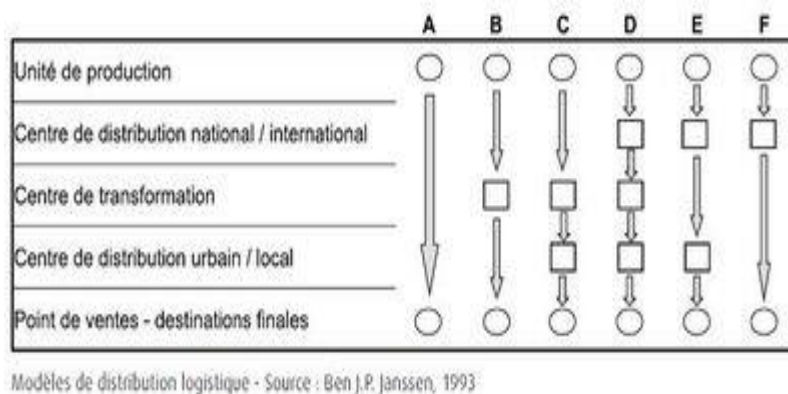 A B C D E F
Unité de production
Centre de distribution national / international
Centre de transformation
Centre de distribution urbain / local
Point de ventes - destinations finales
Modèles de distribution logistique - Source : Ben J.P. Janssen, 1993